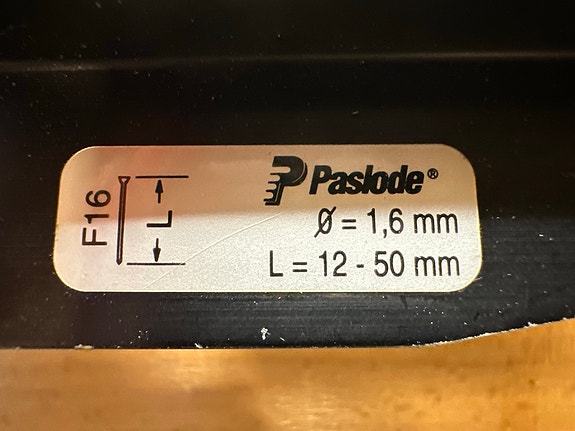 F16
L
Paslode®
Ø = 1,6 mm
L = 12 - 50 mm